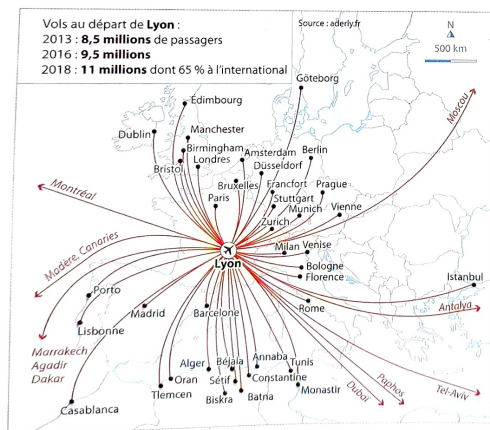 Vols au départ de Lyon :
2013 : 8,5 millions de passagers
2016 : 9,5 millions
2018 : 11 millions dont 65 % à l'international
Source : aderly.fr
N
500 km
Göteborg
Moscou
Édimbourg
Dublin
Manchester
Birmingham
Bristol
Londres
Amsterdam
Berlin
Düsseldorf
Bruxelles
Francfort
Prague
Paris
Stuttgart
Munich
Vienne
Zurich
Montréal
Madère, Canaries
Lyon
Milan
Venise
Bologne
Florence
Istanbul
Antalya
Porto
Lisbonne
Madrid
Barcelone
Rome
Marrakech
Agadir
Dakar
Alger
Béjaïa
Annaba
Tunis
Oran
Sétif
Constantine
Tlemcen
Biskra
Batna
Monastir
Dubaï
Paphos
Tel-Aviv
Casablanca